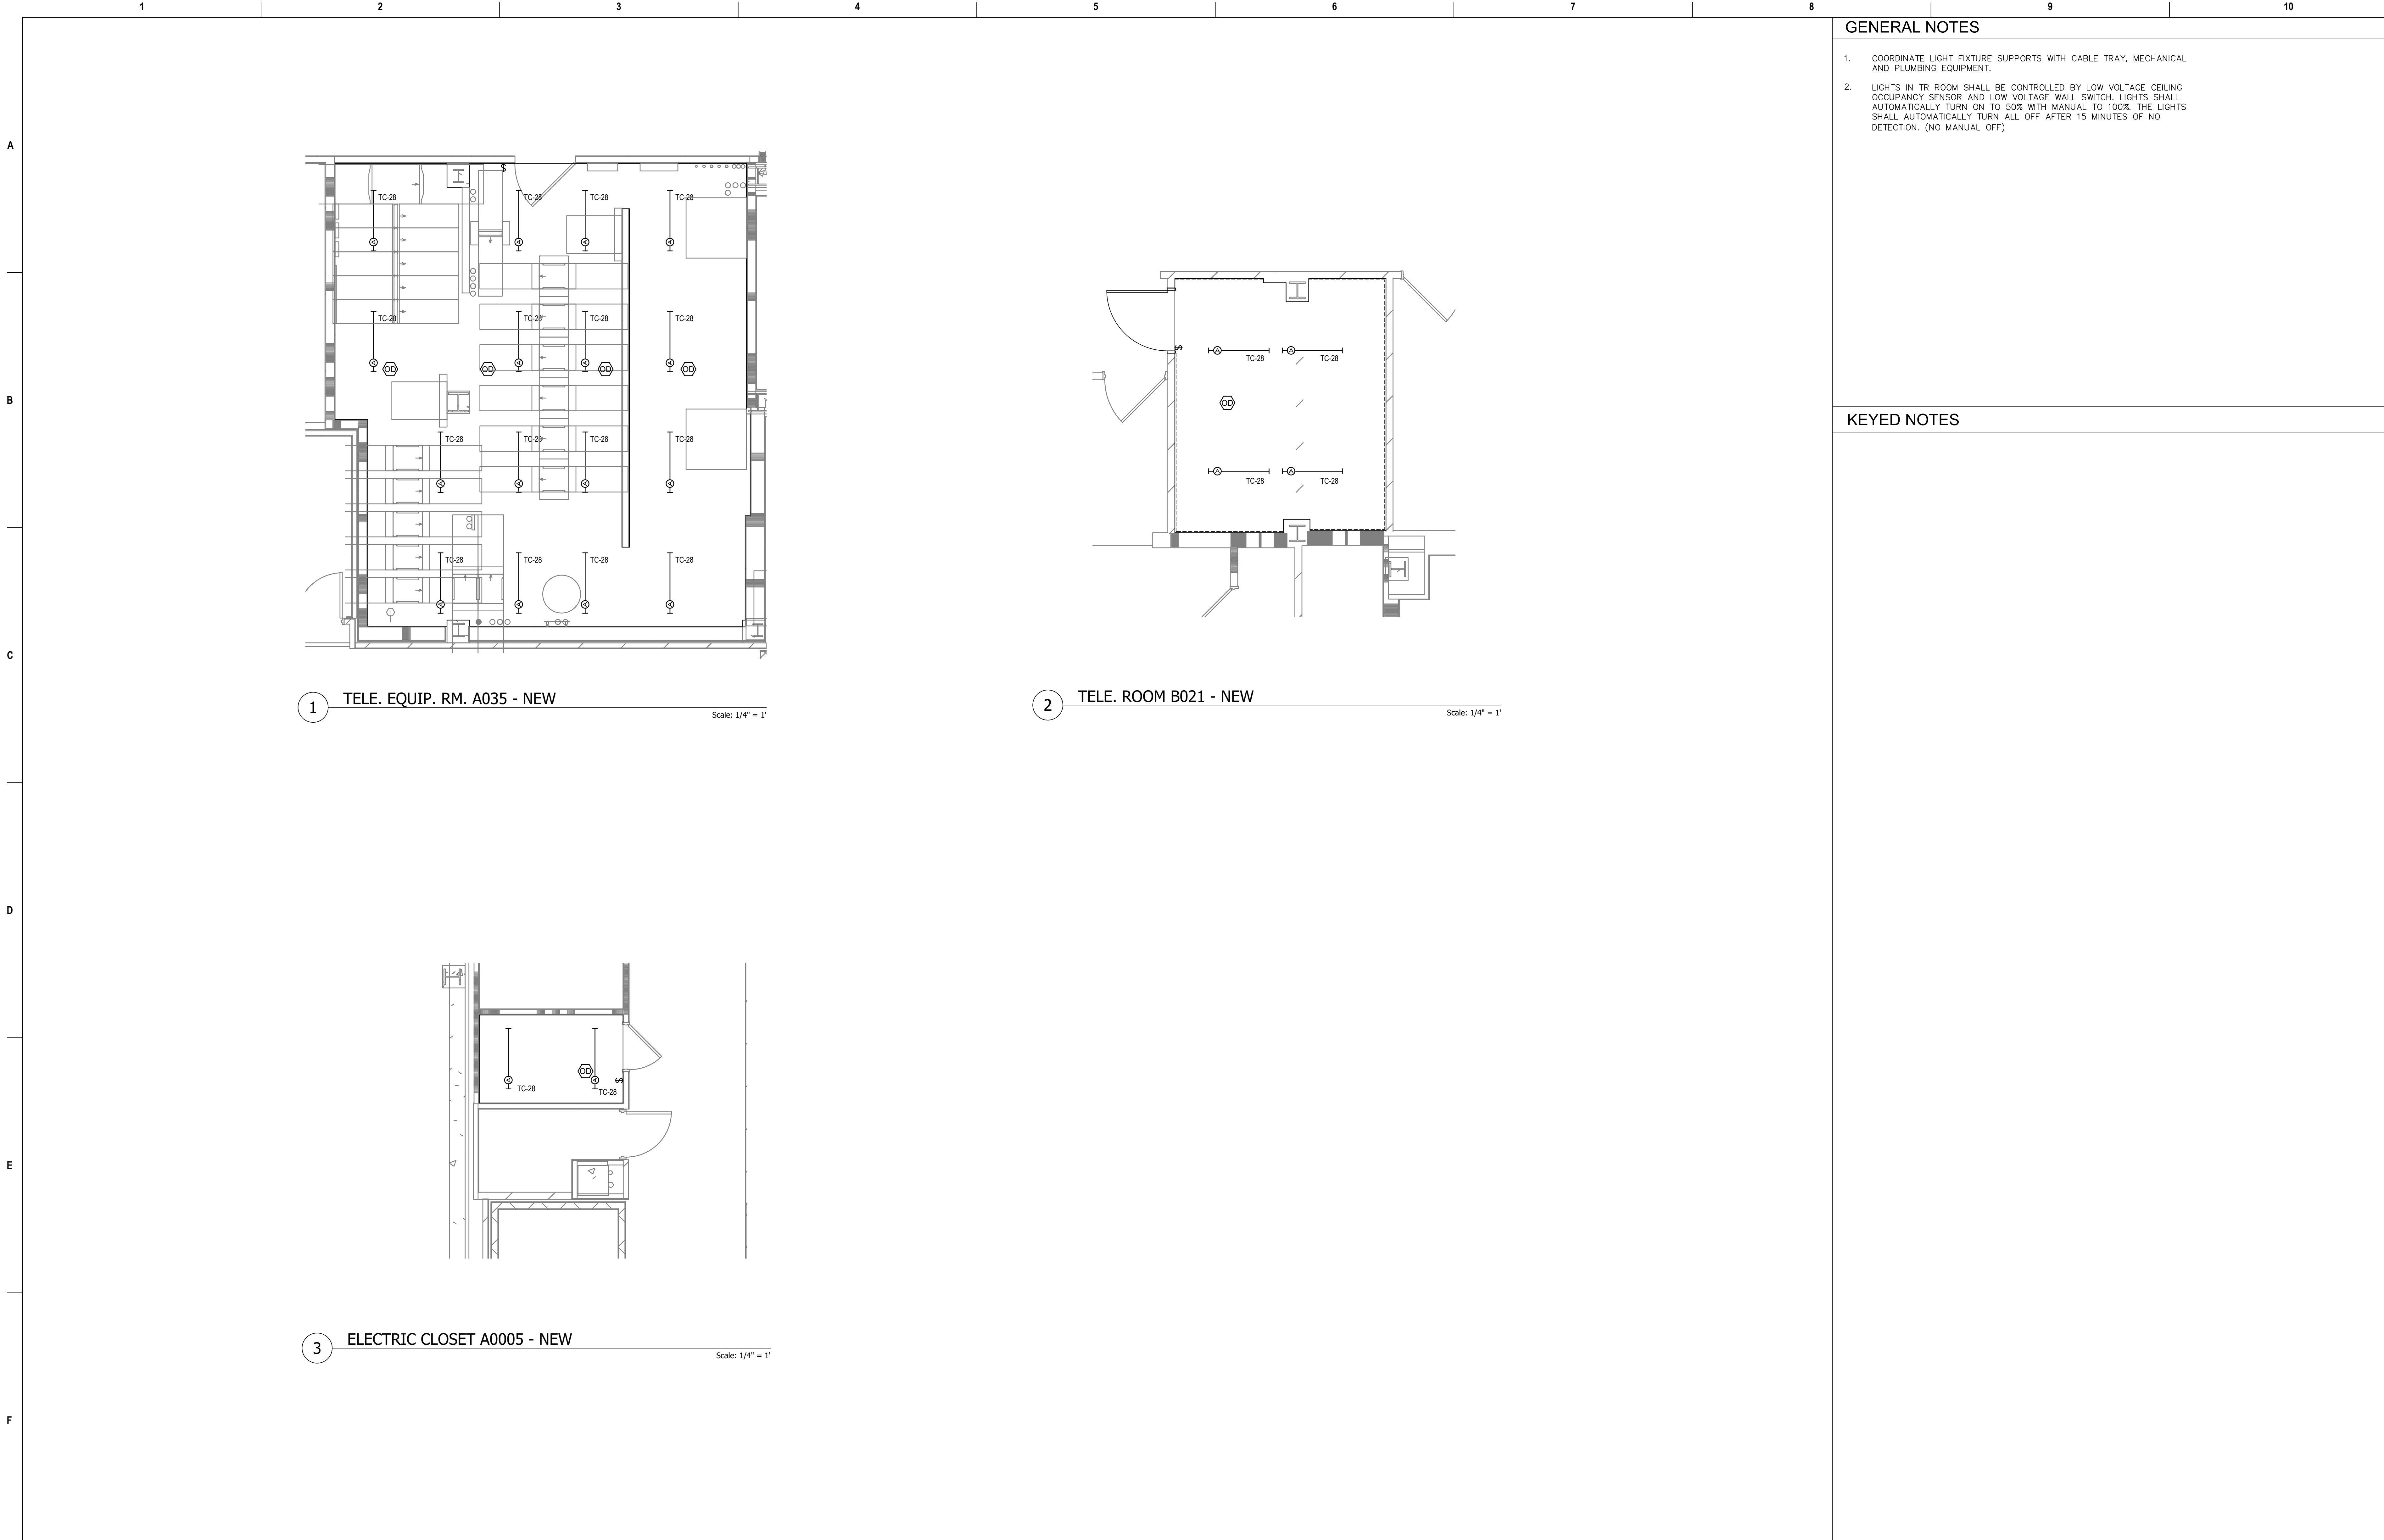 1 2 3 4 5 6 7 8 9 10
A
B
C
D
E
F
GENERAL NOTES
1. COORDINATE LIGHT FIXTURE SUPPORTS WITH CABLE TRAY, MECHANICAL
AND PLUMBING EQUIPMENT.
2. LIGHTS IN TR ROOM SHALL BE CONTROLLED BY LOW VOLTAGE CEILING
OCCUPANCY SENSOR AND LOW VOLTAGE WALL SWITCH. LIGHTS SHALL
AUTOMATICALLY TURN ON TO 50% WITH MANUAL TO 100%. THE LIGHTS
SHALL AUTOMATICALLY TURN ALL OFF AFTER 15 MINUTES OF NO
DETECTION. (NO MANUAL OFF)
KEYED NOTES
$
TC-28 TC-28 TC-28 TC-28
A A A A
TC-28 TC-28 TC-28 TC-28
A A A A
OD OD OD OD
TC-28 TC-28 TC-28 TC-28
A A A A
TC-28 TC-28 TC-28 TC-28
A A A A
1 TELE. EQUIP. RM. A035 - NEW
Scale: 1/4" = 1'
$
A A
TC-28 TC-28
OD
A A
TC-28 TC-28
2 TELE. ROOM B021 - NEW
Scale: 1/4" = 1'
OD
A A $
TC-28 TC-28
3 ELECTRIC CLOSET A0005 - NEW
Scale: 1/4" = 1'